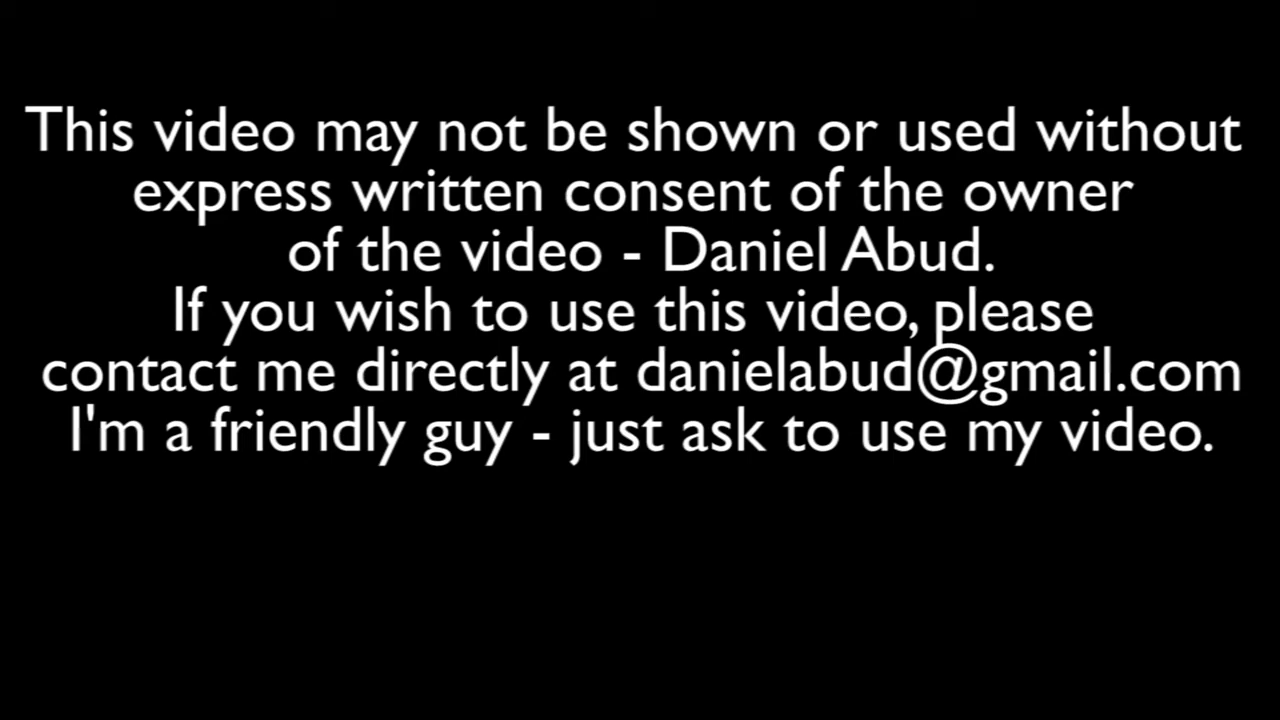 This video may not be shown or used without
express written consent of the owner
of the video - Daniel Abud.
If you wish to use this video, please
contact me directly at danielabud@gmail.com
I'm a friendly guy - just ask to use my video.